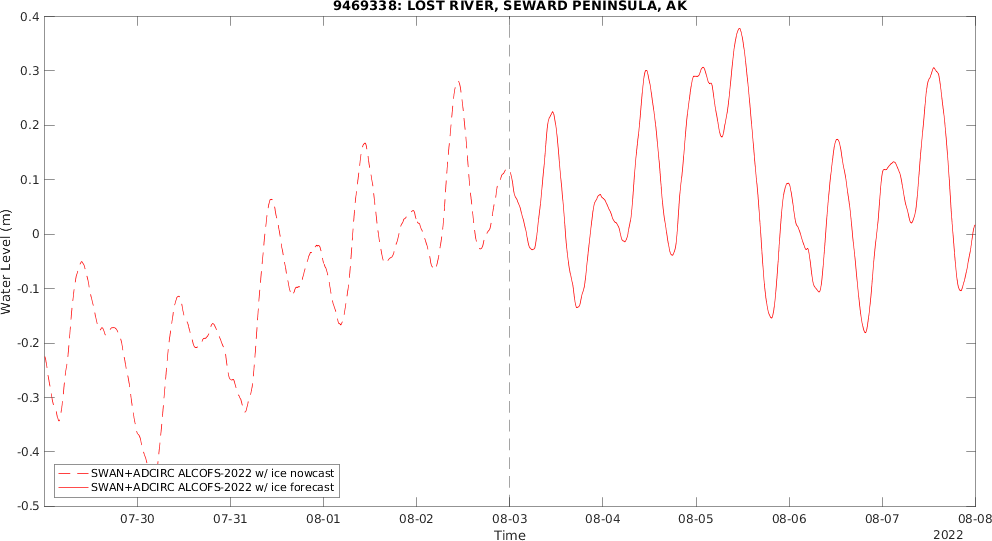 9469338: LOST RIVER, SEWARD PENINSULA, AK
0.4
0.3
0.2
0.1
0
-0.1
-0.2
-0.3
-0.4
-0.5
Water Level (m)
SWAN+ADCIRC ALCOFS-2022 w/ ice nowcast
SWAN+ADCIRC ALCOFS-2022 w/ ice forecast
07-30 07-31 08-01 08-02 08-03 08-04 08-05 08-06 08-07 08-08
Time
2022